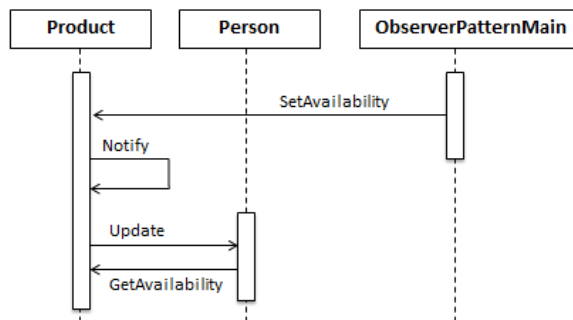 Product
Person
ObserverPatternMain
SetAvailability
Notify
Update
GetAvailability